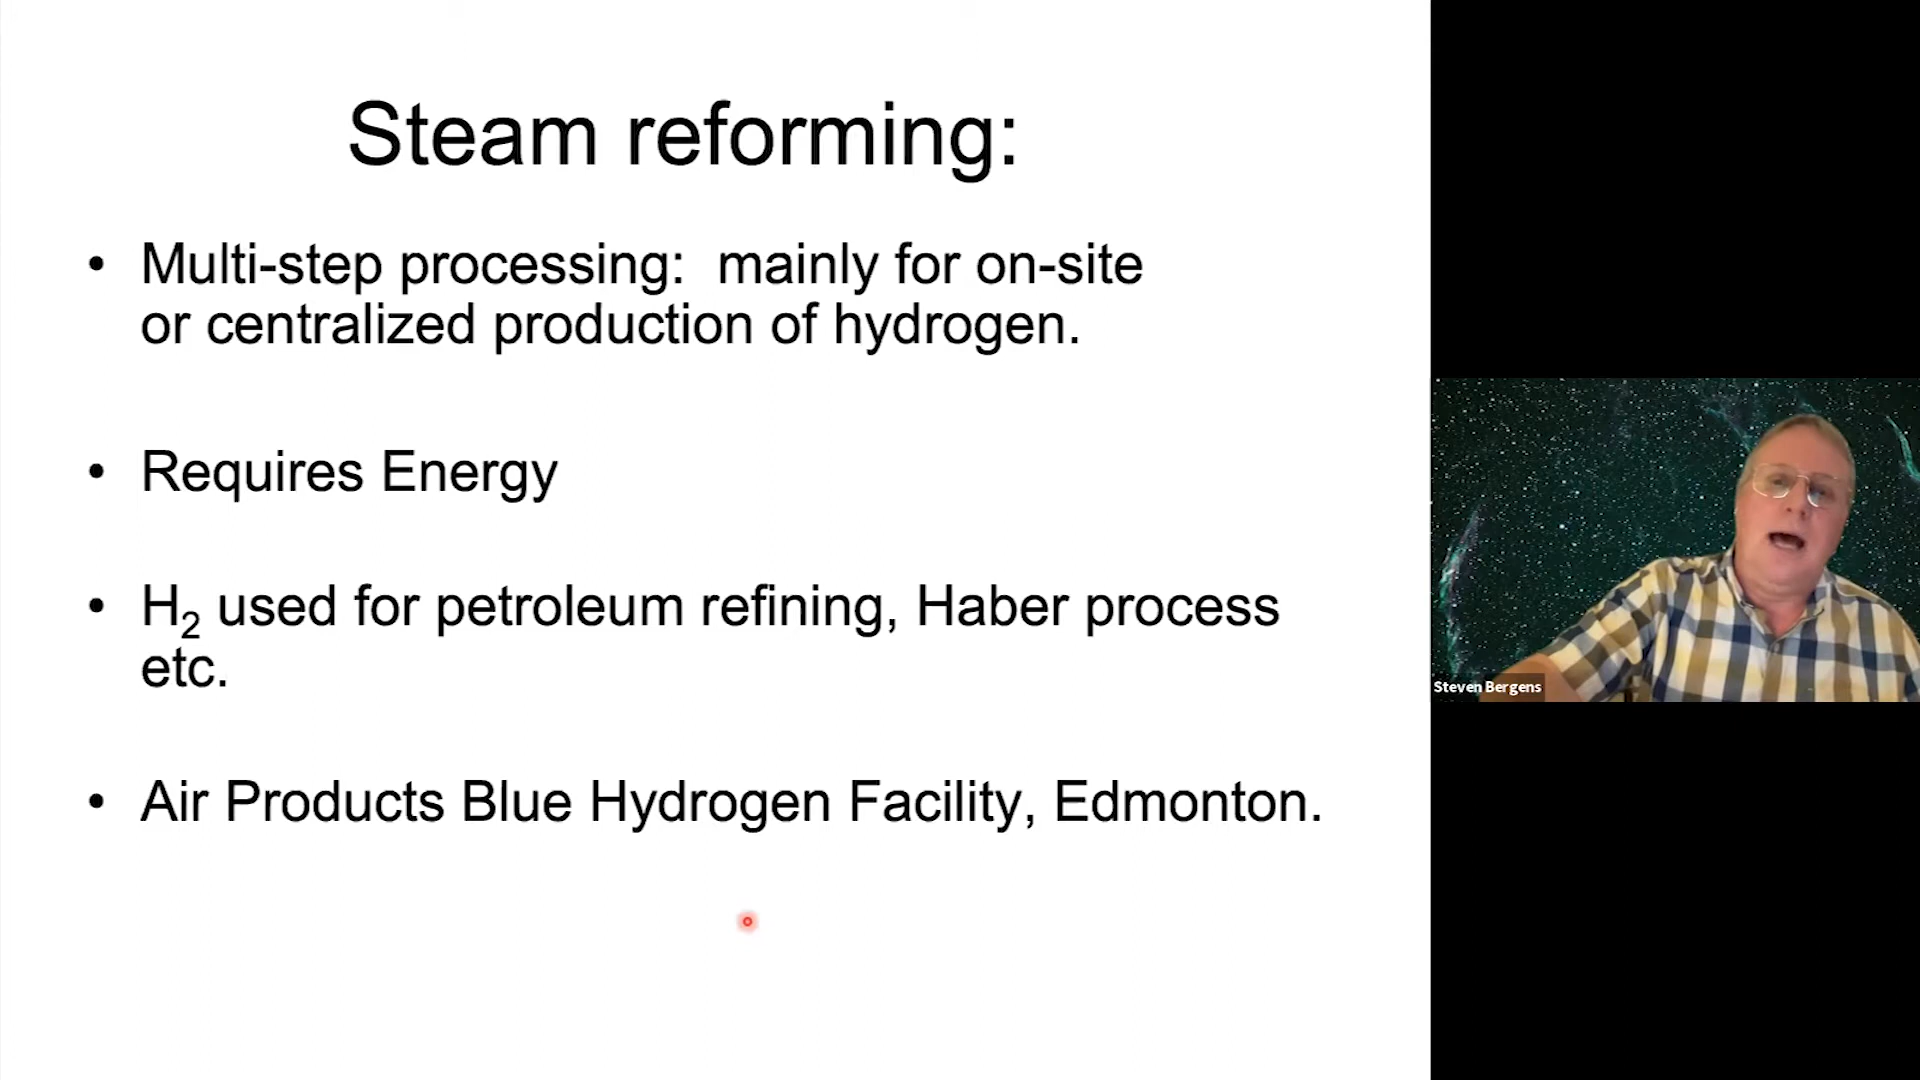 Steam reforming:
• Multi-step processing:  mainly for on-site
or centralized production of hydrogen.
• Requires Energy
• H₂ used for petroleum refining, Haber process
etc.
• Air Products Blue Hydrogen Facility, Edmonton.
Steven Bergens